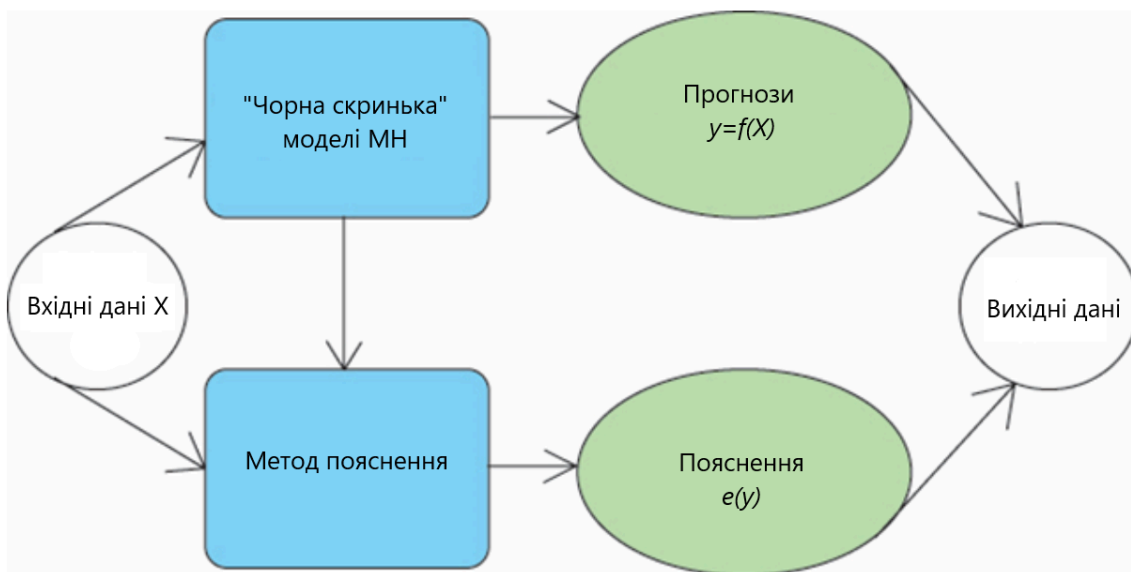 "Чорна скринька"
моделі МН
Прогнози
y=f(X)
Вхідні дані X
Вихідні дані
Метод пояснення
Пояснення
e(y)